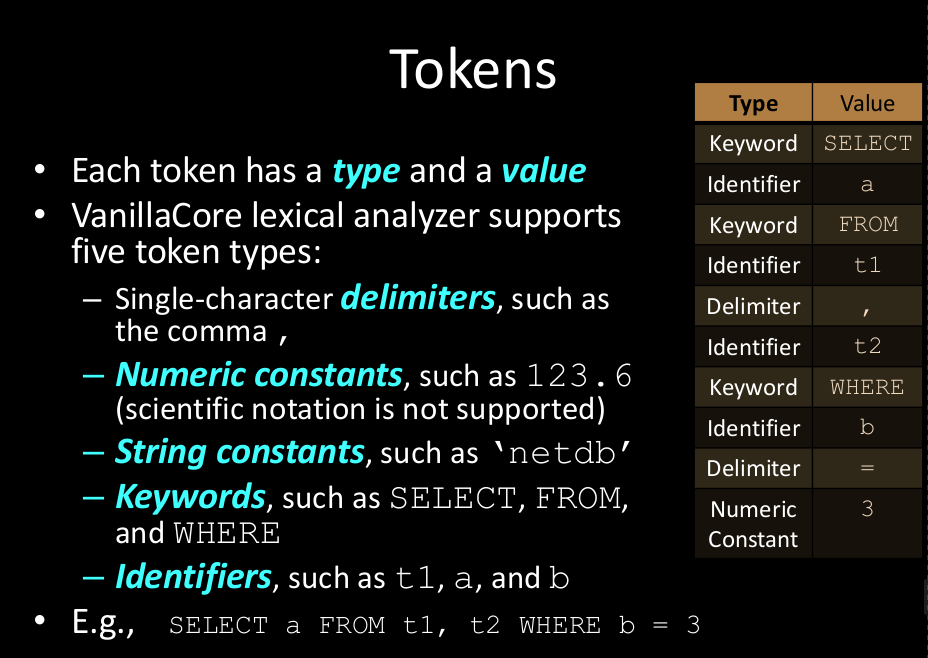 Tokens
• Each token has a type and a value
• VanillaCore lexical analyzer supports
five token types:
– Single-character delimiters, such as
the comma ,
– Numeric constants, such as 123.6
(scientific notation is not supported)
– String constants, such as ‘netdb’
– Keywords, such as SELECT, FROM,
and WHERE
– Identifiers, such as t1, a, and b
• E.g., SELECT a FROM t1, t2 WHERE b = 3
Type Value
Keyword SELECT
Identifier a
Keyword FROM
Identifier t1
Delimiter ,
Identifier t2
Keyword WHERE
Identifier b
Delimiter =
Numeric 3
Constant